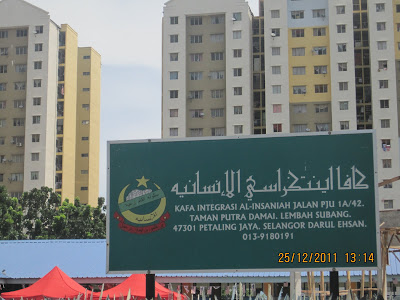 كافا اينتݢراسي الإنسانيه
KAFA INTEGRASI AL-INSANIAH JALAN PJU 1A/42.
TAMAN PUTRA DAMAI. LEMBAH SUBANG.
47301 PETALING JAYA. SELANGOR DARUL EHSAN.
013-9180191
25/12/2011 13:14